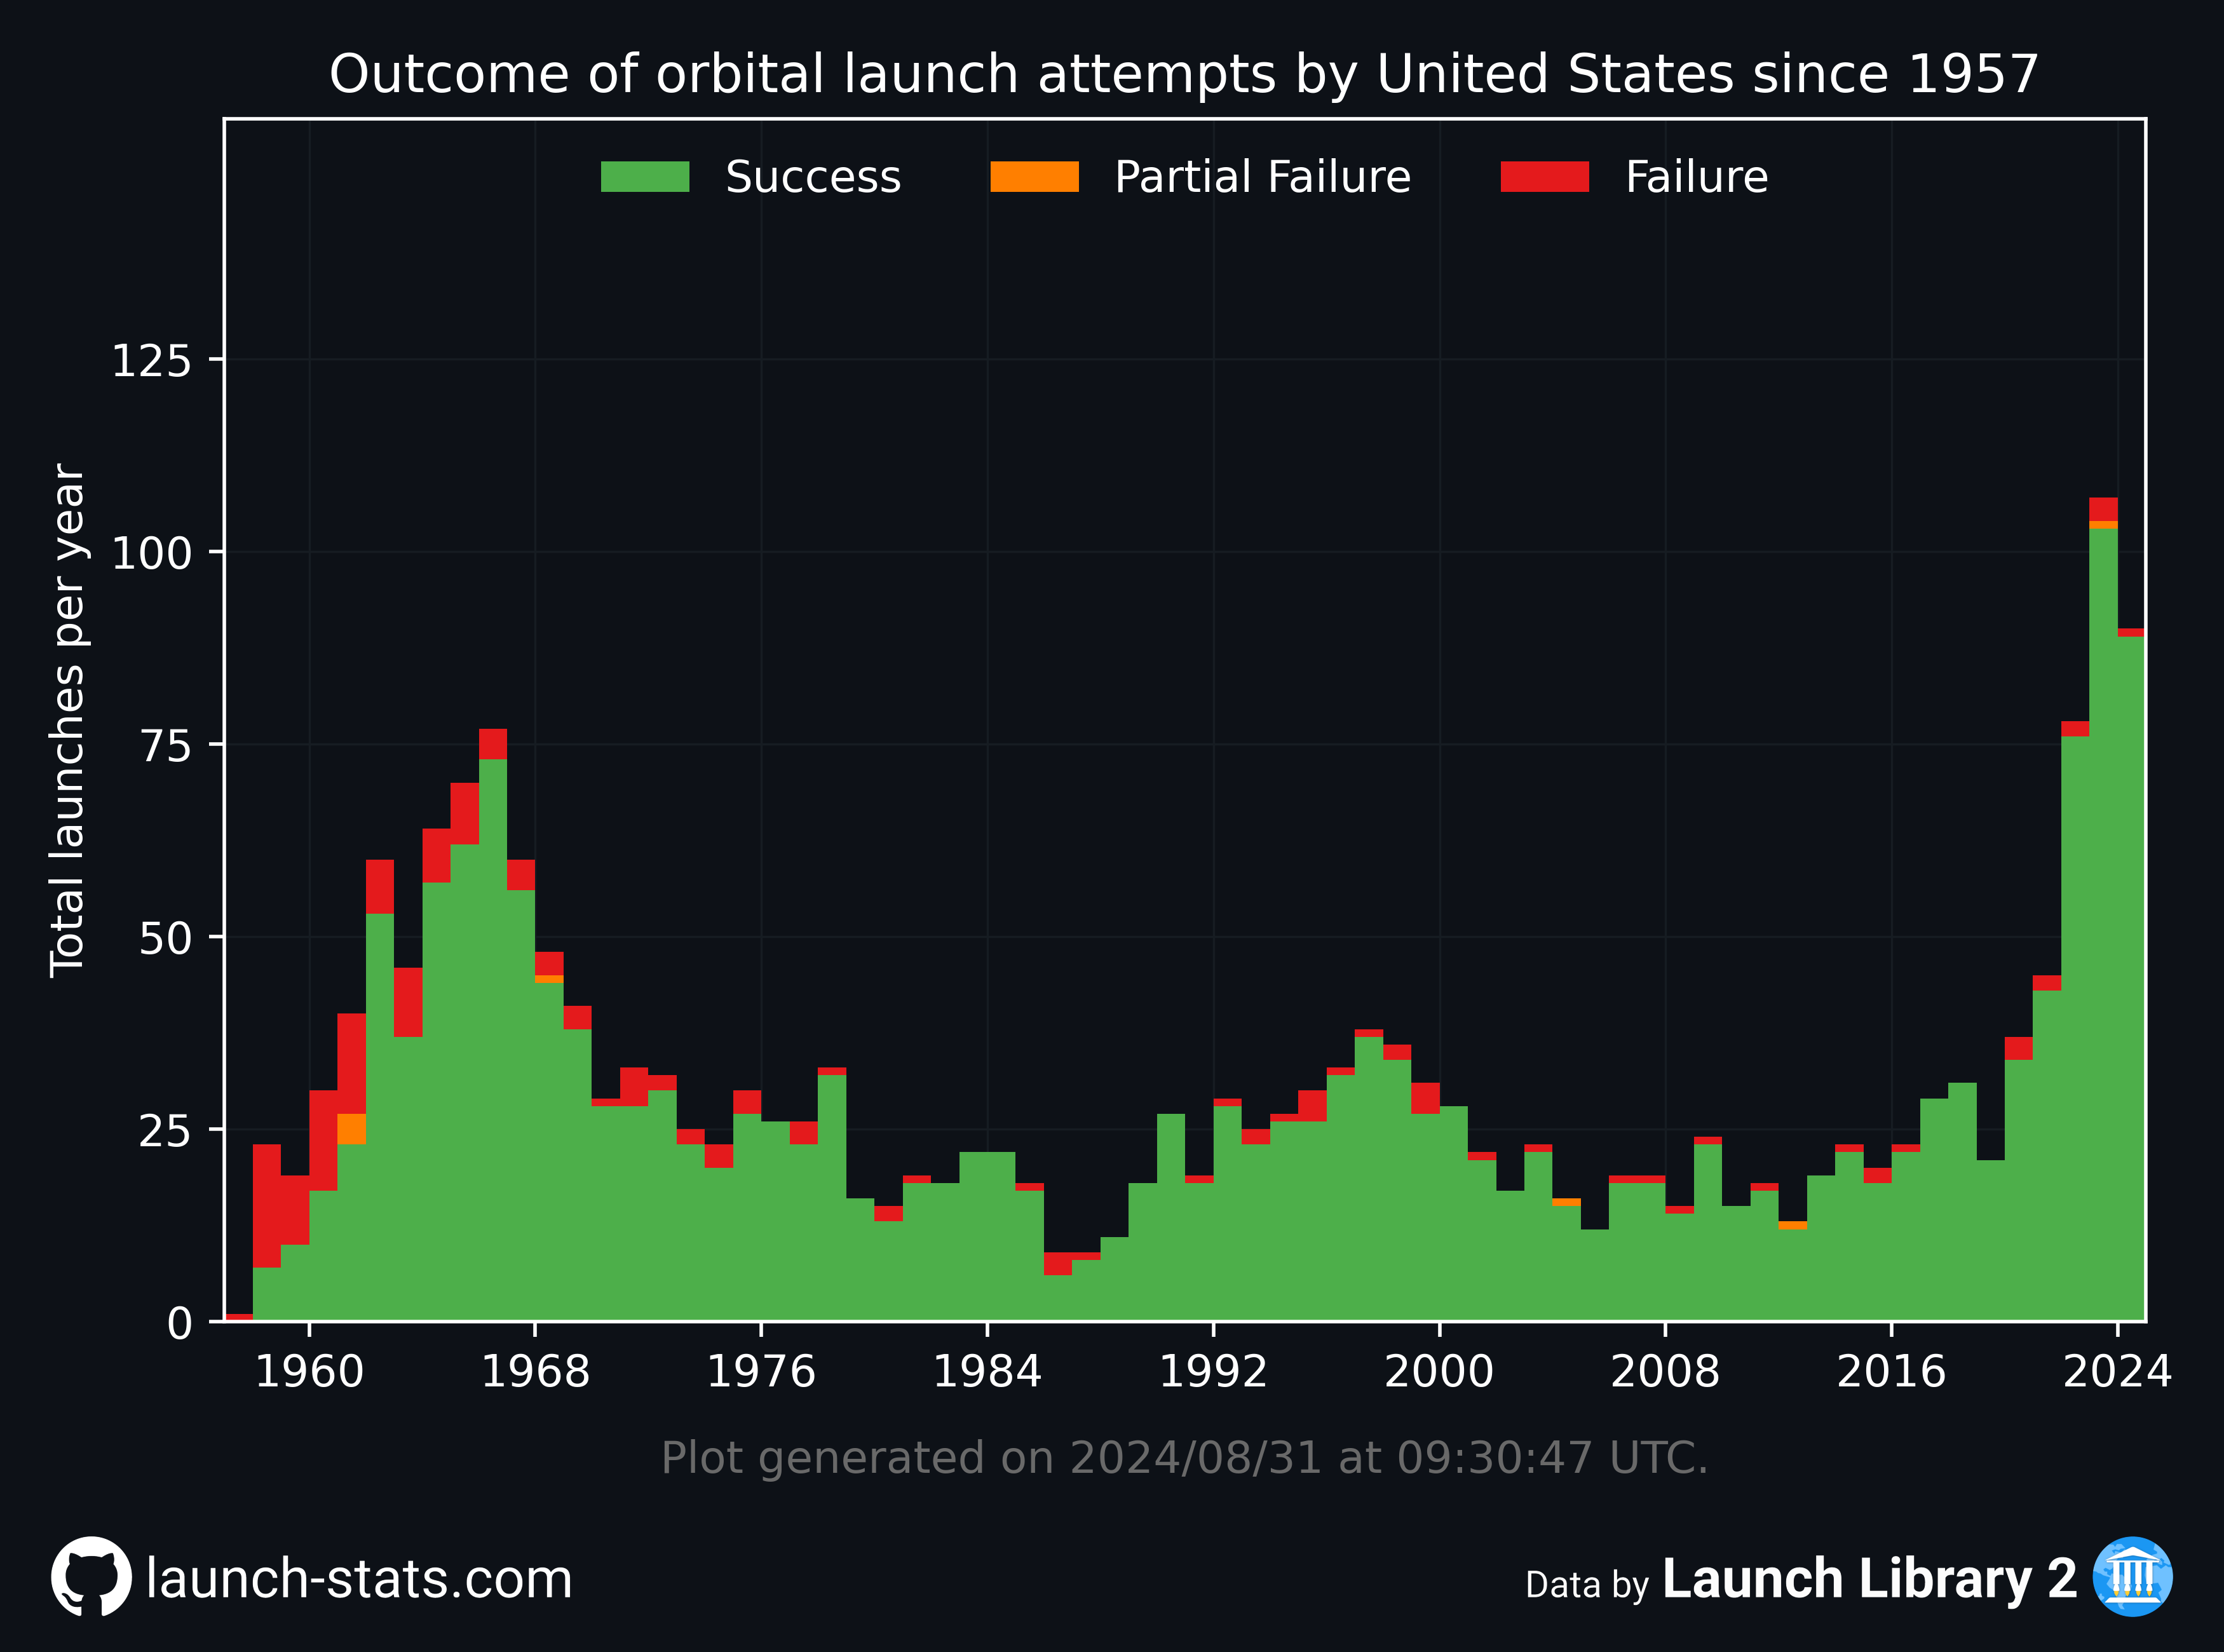 Outcome of orbital launch attempts by United States since 1957
Success Partial Failure Failure
Total launches per year
125
100
75
50
25
0
1960 1968 1976 1984 1992 2000 2008 2016 2024
Plot generated on 2024/08/31 at 09:30:47 UTC.
launch-stats.com
Data by Launch Library 2